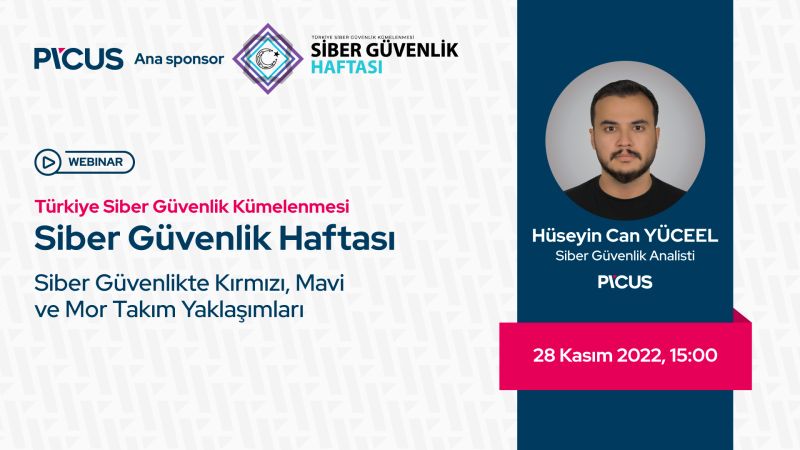 PICUS
Ana sponsor
TÜRKİYE SİBER GÜVENLİK KÜMELENMESİ
SİBER GÜVENLİK
HAFTASI
WEBINAR
Türkiye Siber Güvenlik Kümelenmesi
Siber Güvenlik Haftası
Siber Güvenlikte Kırmızı, Mavi
ve Mor Takım Yaklaşımları
Hüseyin Can YÜCEEL
Siber Güvenlik Analisti
PICUS
28 Kasım 2022, 15:00